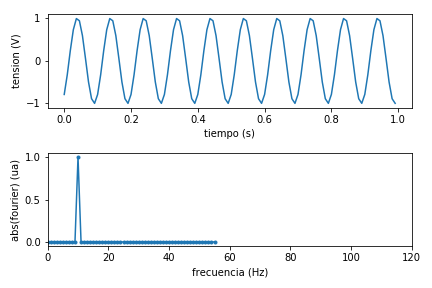 1
0
−1
tension (V)
0.0 0.2 0.4 0.6 0.8 1.0
tiempo (s)
1.0
0.5
0.0
abs(fourier) (ua)
0 20 40 60 80 100 120
frecuencia (Hz)